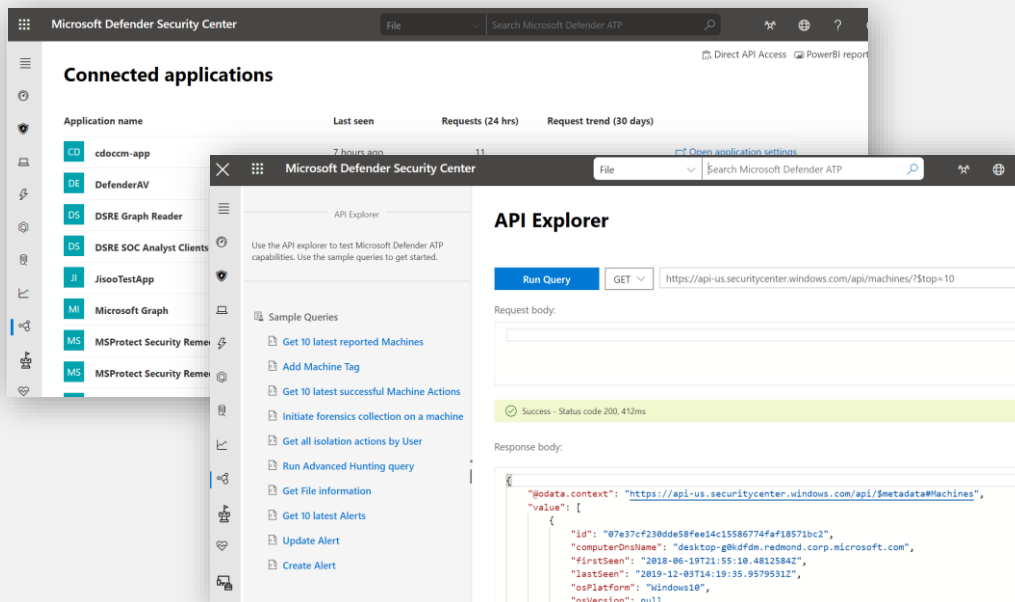 Microsoft Defender Security Center
File
Search Microsoft Defender ATP
Direct API Access
PowerBI report
Connected applications
Application name Last seen Requests (24 hrs) Request trend (30 days)
CD cdoccm-app 7 hours ago 11 Open application settings
DE DefenderAV
DS DSRE Graph Reader
DS DSRE SOC Analyst Clients
JI JisooTestApp
MI Microsoft Graph
MS MSProtect Security Reme
MS MSProtect Security Reme
Microsoft Defender Security Center
File
Search Microsoft Defender ATP
API Explorer
Use the API explorer to test Microsoft Defender ATP
capabilities. Use the sample queries to get started.
Sample Queries
Get 10 latest reported Machines
Add Machine Tag
Get 10 latest successful Machine Actions
Initiate forensics collection on a machine
Get all isolation actions by User
Run Advanced Hunting query
Get File information
Get 10 latest Alerts
Update Alert
Create Alert
API Explorer
Run Query
GET
https://api-us.securitycenter.windows.com/api/machines/?$top=10
Request body:
Success - Status code 200, 412ms
Response body:
{
"@odata.context": "https://api-us.securitycenter.windows.com/api/$metadata#Machines",
"value": [
{
"id": "07e37cf230dde58fee14c15586774faf18571bc2",
"computerDnsName": "desktop-g0kdfdm.redmond.corp.microsoft.com",
"firstSeen": "2018-06-19T21:55:10.4812584Z",
"lastSeen": "2019-12-03T14:19:35.9579531Z",
"osPlatform": "Windows10",
"osVersion": null